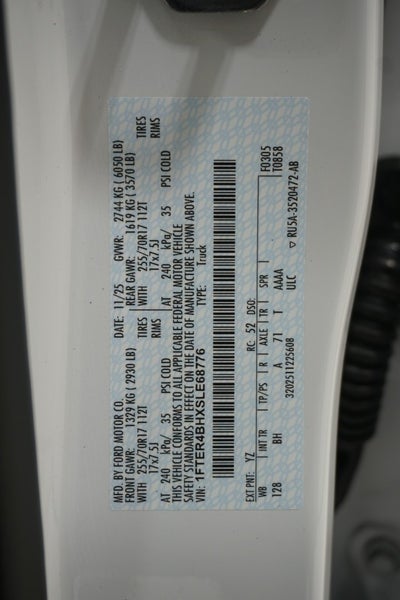 MFD. BY FORD MOTOR CO. DATE: 11/25 GVWR: 2744 KG ( 6050 LB)
FRONT GAWR: 1329 KG ( 2930 LB) REAR GAWR: 1619 KG ( 3570 LB)
WITH 255/70R17 112T TIRES WITH 255/70R17 112T TIRES
17x7.5J RIMS 17x7.5J RIMS
AT 240 kPa/ 35 PSI COLD AT 240 kPa/ 35 PSI COLD
THIS VEHICLE CONFORMS TO ALL APPLICABLE FEDERAL MOTOR VEHICLE
SAFETY STANDARDS IN EFFECT ON THE DATE OF MANUFACTURE SHOWN ABOVE.
VIN: 1FTER4BHXSLE68776 TYPE: Truck
EXT PNT: YZ RC: 52 DSO: F0305
WB INT TR TP/PS R AXLE TR SPR T0858
128 BH A 71 T AAAA
ULC
3202511225608 ▽ RU5A-3520472-AB